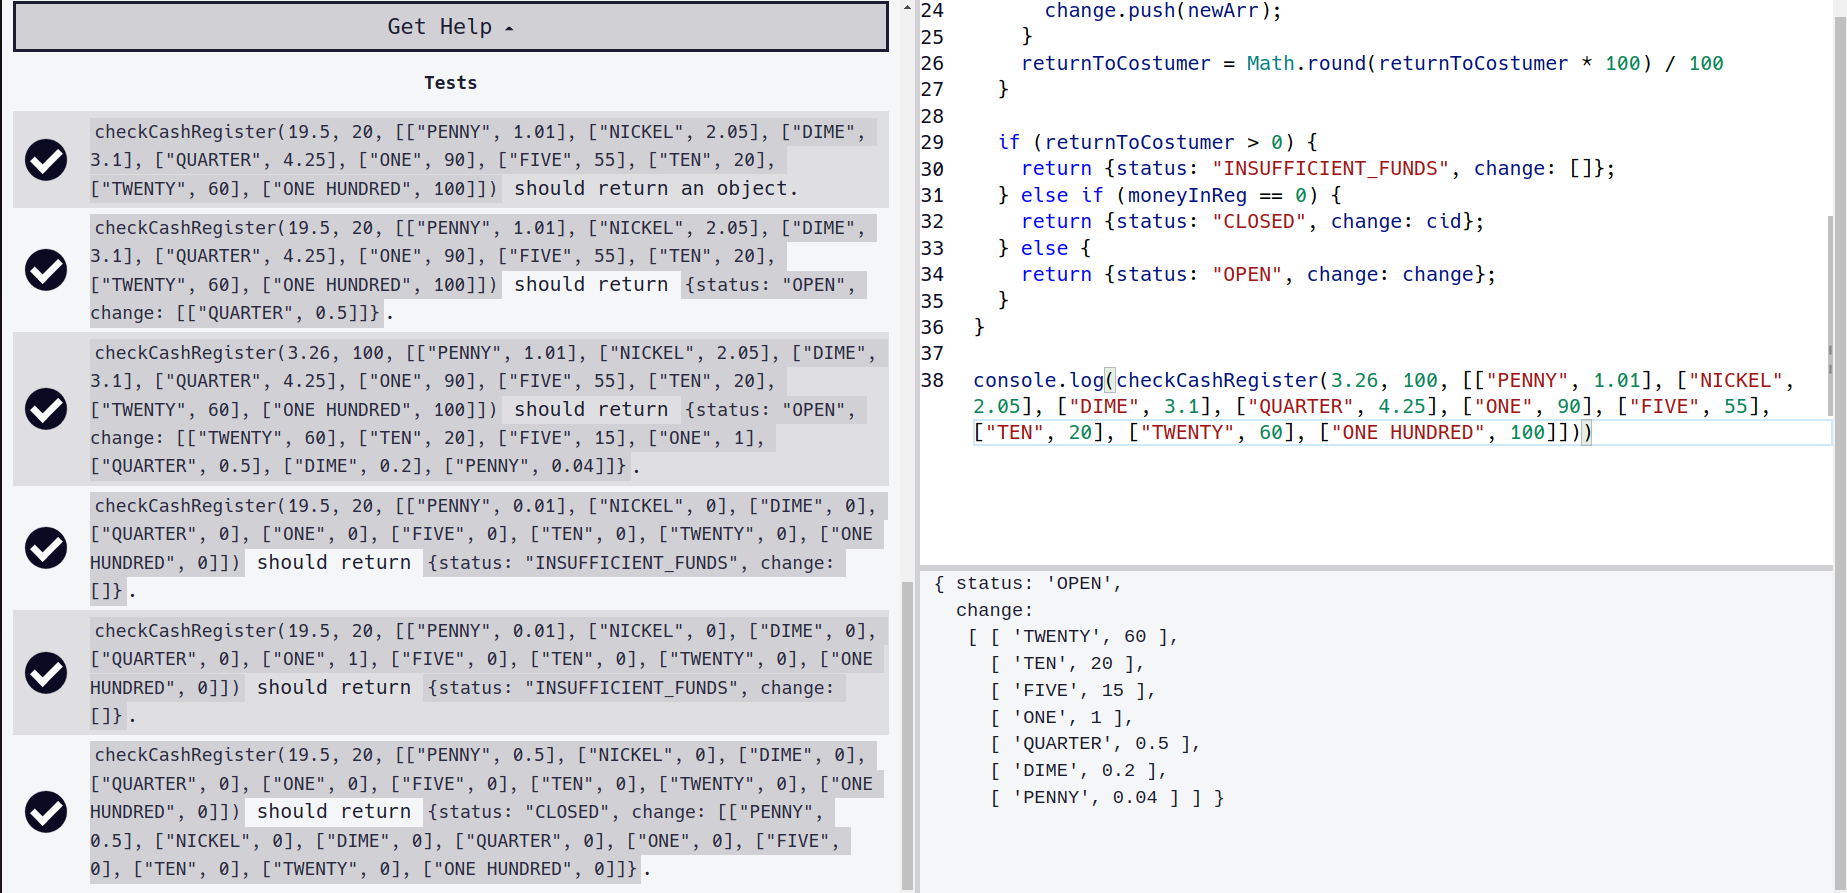 Get Help
Tests
checkCashRegister(19.5, 20, [["PENNY", 1.01], ["NICKEL", 2.05], ["DIME",
3.1], ["QUARTER", 4.25], ["ONE", 90], ["FIVE", 55], ["TEN", 20],
["TWENTY", 60], ["ONE HUNDRED", 100]]) should return an object.
checkCashRegister(19.5, 20, [["PENNY", 1.01], ["NICKEL", 2.05], ["DIME",
3.1], ["QUARTER", 4.25], ["ONE", 90], ["FIVE", 55], ["TEN", 20],
["TWENTY", 60], ["ONE HUNDRED", 100]]) should return {status: "OPEN",
change: [["QUARTER", 0.5]]}.
checkCashRegister(3.26, 100, [["PENNY", 1.01], ["NICKEL", 2.05], ["DIME",
3.1], ["QUARTER", 4.25], ["ONE", 90], ["FIVE", 55], ["TEN", 20],
["TWENTY", 60], ["ONE HUNDRED", 100]]) should return {status: "OPEN",
change: [["TWENTY", 60], ["TEN", 20], ["FIVE", 15], ["ONE", 1],
["QUARTER", 0.5], ["DIME", 0.2], ["PENNY", 0.04]]}.
checkCashRegister(19.5, 20, [["PENNY", 0.01], ["NICKEL", 0], ["DIME", 0],
["QUARTER", 0], ["ONE", 0], ["FIVE", 0], ["TEN", 0], ["TWENTY", 0], ["ONE
HUNDRED", 0]]) should return {status: "INSUFFICIENT_FUNDS", change:
[]}.
checkCashRegister(19.5, 20, [["PENNY", 0.01], ["NICKEL", 0], ["DIME", 0],
["QUARTER", 0], ["ONE", 1], ["FIVE", 0], ["TEN", 0], ["TWENTY", 0], ["ONE
HUNDRED", 0]]) should return {status: "INSUFFICIENT_FUNDS", change:
[]}.
checkCashRegister(19.5, 20, [["PENNY", 0.5], ["NICKEL", 0], ["DIME", 0],
["QUARTER", 0], ["ONE", 0], ["FIVE", 0], ["TEN", 0], ["TWENTY", 0], ["ONE
HUNDRED", 0]]) should return {status: "CLOSED", change: [["PENNY",
0.5], ["NICKEL", 0], ["DIME", 0], ["QUARTER", 0], ["ONE", 0], ["FIVE",
0], ["TEN", 0], ["TWENTY", 0], ["ONE HUNDRED", 0]]}.
24 change.push(newArr);
25 }
26 returnToCostumer = Math.round(returnToCostumer * 100) / 100
27 }
28
29 if (returnToCostumer > 0) {
30 return {status: "INSUFFICIENT_FUNDS", change: []};
31 } else if (moneyInReg == 0) {
32 return {status: "CLOSED", change: cid};
33 } else {
34 return {status: "OPEN", change: change};
35 }
36 }
37
38 console.log(checkCashRegister(3.26, 100, [["PENNY", 1.01], ["NICKEL",
2.05], ["DIME", 3.1], ["QUARTER", 4.25], ["ONE", 90], ["FIVE", 55],
["TEN", 20], ["TWENTY", 60], ["ONE HUNDRED", 100]]))
{ status: 'OPEN',
change:
[ [ 'TWENTY', 60 ],
[ 'TEN', 20 ],
[ 'FIVE', 15 ],
[ 'ONE', 1 ],
[ 'QUARTER', 0.5 ],
[ 'DIME', 0.2 ],
[ 'PENNY', 0.04 ] ] }